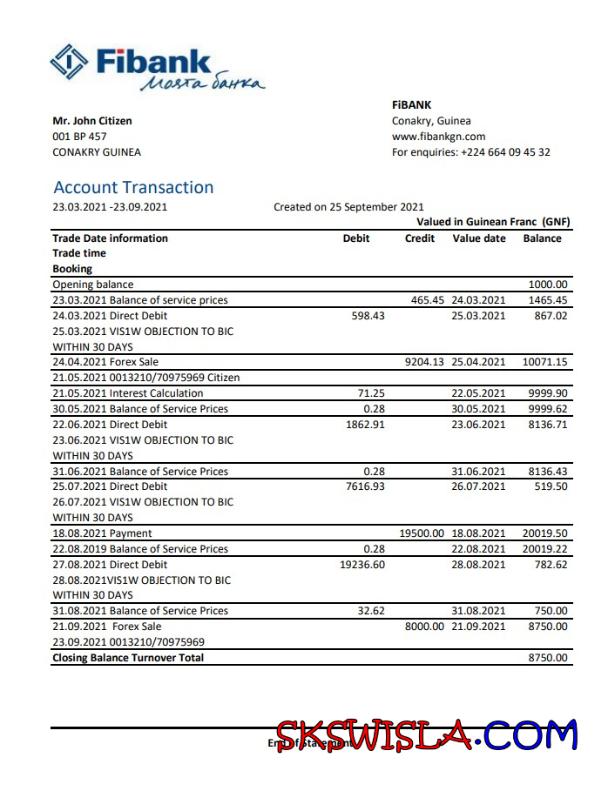 Fibank
Моята банка
FiBANK
Mr. John Citizen Conakry, Guinea
001 BP 457 www.fibankgn.com
CONAKRY GUINEA For enquiries: +224 664 09 45 32
Account Transaction
23.03.2021 -23.09.2021 Created on 25 September 2021
Valued in Guinean Franc (GNF)
Trade Date information Debit Credit Value date Balance
Trade time
Booking
Opening balance 1000.00
23.03.2021 Balance of service prices 465.45 24.03.2021 1465.45
24.03.2021 Direct Debit 598.43 25.03.2021 867.02
25.03.2021 VIS1W OBJECTION TO BIC
WITHIN 30 DAYS
24.04.2021 Forex Sale 9204.13 25.04.2021 10071.15
21.05.2021 0013210/70975969 Citizen
21.05.2021 Interest Calculation 71.25 22.05.2021 9999.90
30.05.2021 Balance of Service Prices 0.28 30.05.2021 9999.62
22.06.2021 Direct Debit 1862.91 23.06.2021 8136.71
23.06.2021 VIS1W OBJECTION TO BIC
WITHIN 30 DAYS
31.06.2021 Balance of Service Prices 0.28 31.06.2021 8136.43
25.07.2021 Direct Debit 7616.93 26.07.2021 519.50
26.07.2021 VIS1W OBJECTION TO BIC
WITHIN 30 DAYS
18.08.2021 Payment 19500.00 18.08.2021 20019.50
22.08.2019 Balance of Service Prices 0.28 22.08.2021 20019.22
27.08.2021 Direct Debit 19236.60 28.08.2021 782.62
28.08.2021VIS1W OBJECTION TO BIC
WITHIN 30 DAYS
31.08.2021 Balance of Service Prices 32.62 31.08.2021 750.00
21.09.2021 Forex Sale 8000.00 21.09.2021 8750.00
23.09.2021 0013210/70975969
Closing Balance Turnover Total 8750.00
SKSWISLA.COM
End of Statement